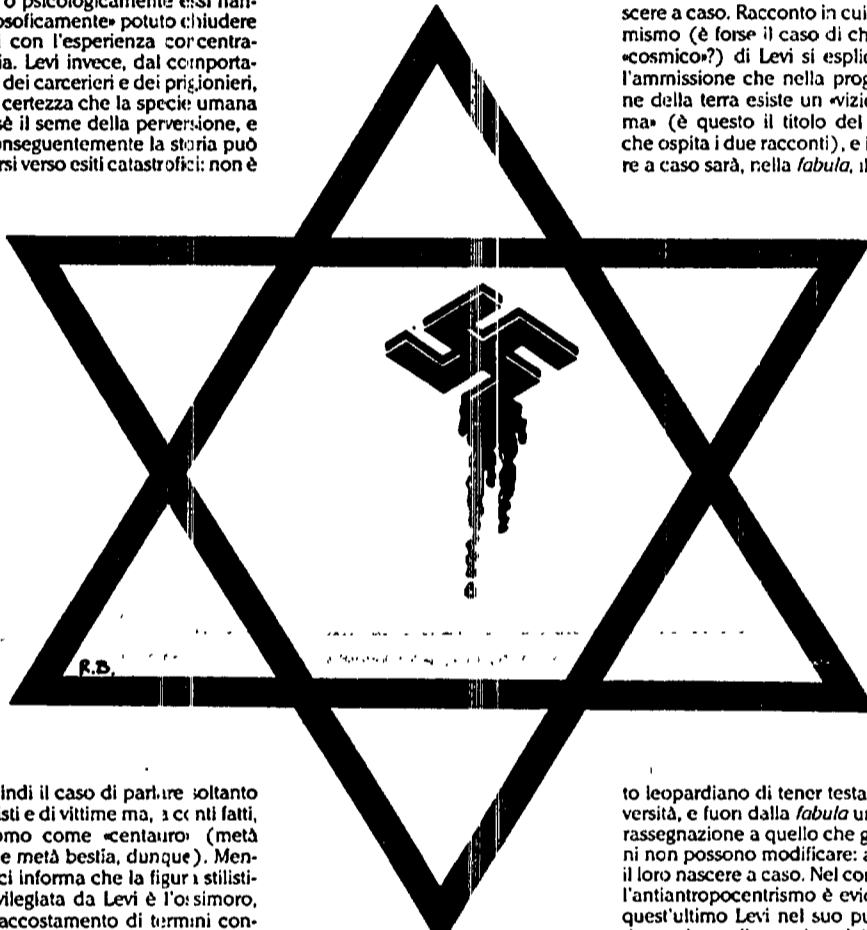 o psicologicamente essi han-
osoficamente» potuto chiudere
con l'esperienza concentra-
ia. Levi invece, dal comporta-
dei carcerieri e dei prigionieri,
certezza che la specie umana
sè il seme della perversione, e
nseguentemente la storia può
rsi verso esiti catastrofici: non è
scere a caso. Racconto in cui
mismo (è forse il caso di ch
«cosmico»?) di Levi si esplic
l'ammissione che nella prog
ne della terra esiste un «vizi
ma» (è questo il titolo del
che ospita i due racconti), e i
re a caso sarà, nella fabula, il
R.B.
indi il caso di parlare soltanto
isti e di vittime ma, a conti fatti,
omo come «centauro» (metà
e metà bestia, dunque). Men-
ci informa che la figura stilisti-
vilegiata da Levi è l'ossimoro,
accostamento di termini con-
to leopardiano di tener testa
versità, e fuori dalla fabula un
rassegnazione a quello che g
ni non possono modificare: a
il loro nascere a caso. Nel con
l'antiantropocentrismo è evid
quest'ultimo Levi nel suo pu